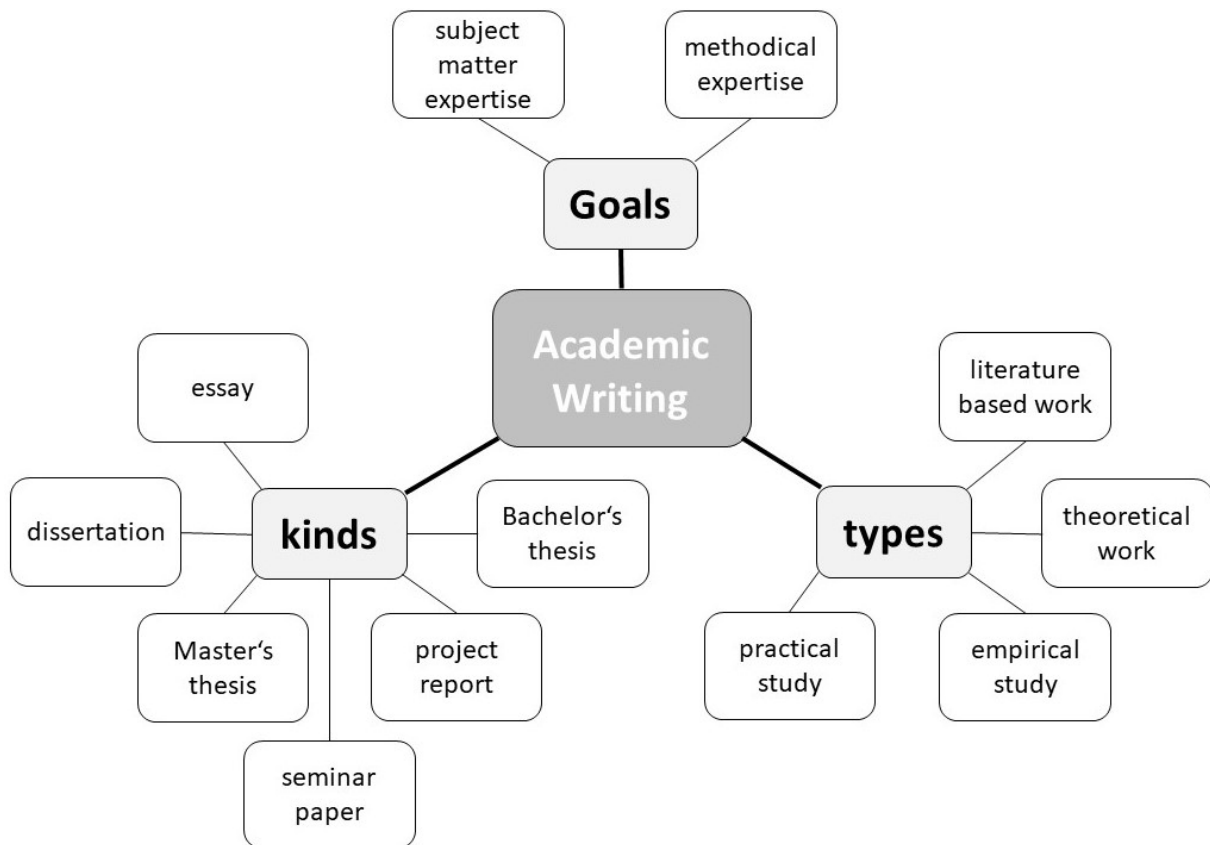 subject
matter
expertise
methodical
expertise
Goals
Academic
Writing
essay
literature
based work
dissertation
kinds
Bachelor‘s
thesis
types
theoretical
work
Master‘s
thesis
project
report
practical
study
empirical
study
seminar
paper